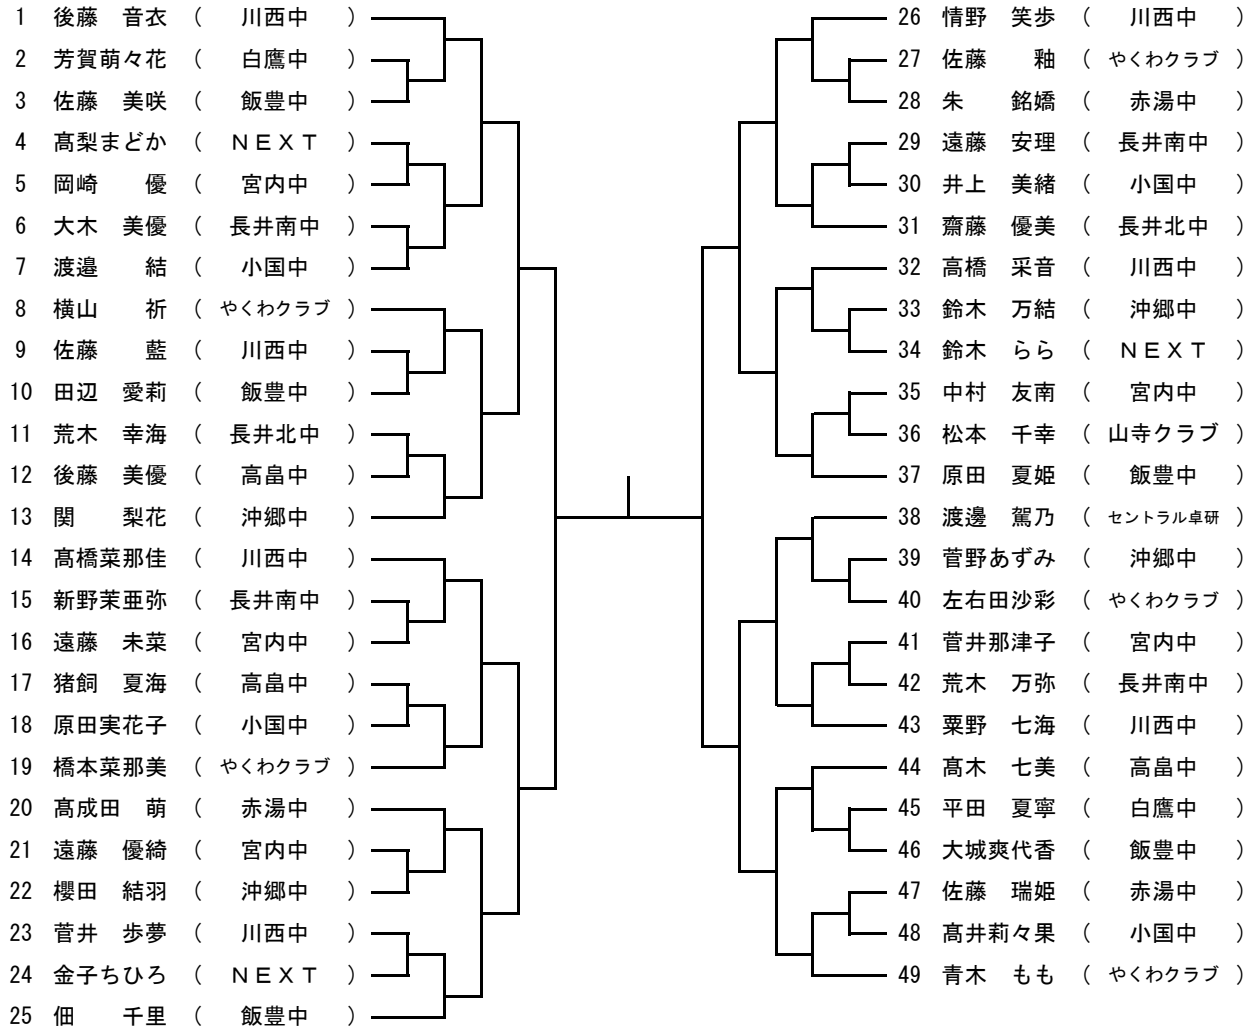 1 後藤 音衣 ( 川西中 )
2 芳賀萌々花 ( 白鷹中 )
3 佐藤 美咲 ( 飯豊中 )
4 髙梨まどか ( ＮＥＸＴ )
5 岡崎 優 ( 宮内中 )
6 大木 美優 ( 長井南中 )
7 渡邉 結 ( 小国中 )
8 横山 祈 ( やくわクラブ )
9 佐藤 藍 ( 川西中 )
10 田辺 愛莉 ( 飯豊中 )
11 荒木 幸海 ( 長井北中 )
12 後藤 美優 ( 高畠中 )
13 関 梨花 ( 沖郷中 )
14 髙橋菜那佳 ( 川西中 )
15 新野茉亜弥 ( 長井南中 )
16 遠藤 未菜 ( 宮内中 )
17 猪飼 夏海 ( 高畠中 )
18 原田実花子 ( 小国中 )
19 橋本菜那美 ( やくわクラブ )
20 髙成田 萌 ( 赤湯中 )
21 遠藤 優綺 ( 宮内中 )
22 櫻田 結羽 ( 沖郷中 )
23 菅井 歩夢 ( 川西中 )
24 金子ちひろ ( ＮＥＸＴ )
25 佃 千里 ( 飯豊中 )
26 情野 笑歩 ( 川西中 )
27 佐藤 釉 ( やくわクラブ )
28 朱 銘嬌 ( 赤湯中 )
29 遠藤 安理 ( 長井南中 )
30 井上 美緒 ( 小国中 )
31 齋藤 優美 ( 長井北中 )
32 高橋 采音 ( 川西中 )
33 鈴木 万結 ( 沖郷中 )
34 鈴木 らら ( ＮＥＸＴ )
35 中村 友南 ( 宮内中 )
36 松本 千幸 ( 山寺クラブ )
37 原田 夏姫 ( 飯豊中 )
38 渡邊 駕乃 ( セントラル卓研 )
39 菅野あずみ ( 沖郷中 )
40 左右田沙彩 ( やくわクラブ )
41 菅井那津子 ( 宮内中 )
42 荒木 万弥 ( 長井南中 )
43 粟野 七海 ( 川西中 )
44 髙木 七美 ( 高畠中 )
45 平田 夏寧 ( 白鷹中 )
46 大城爽代香 ( 飯豊中 )
47 佐藤 瑞姫 ( 赤湯中 )
48 髙井莉々果 ( 小国中 )
49 青木 もも ( やくわクラブ )